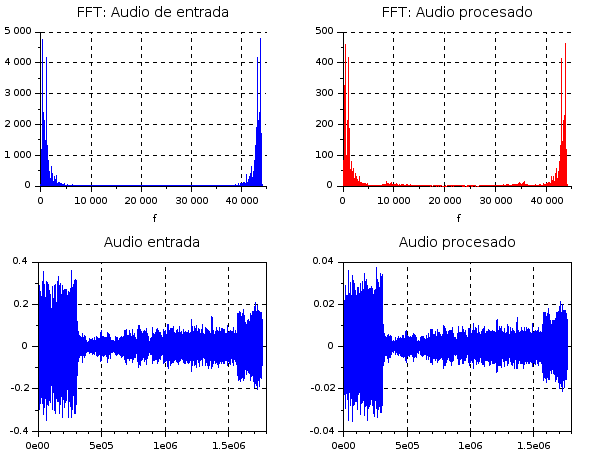 FFT: Audio de entrada
5 000
4 000
3 000
2 000
1 000
0
0
10 000
20 000
30 000
40 000
f
FFT: Audio procesado
500
400
300
200
100
0
0
10 000
20 000
30 000
40 000
f
Audio entrada
0.4
0.2
0
-0.2
-0.4
0e00
5e05
1e06
1.5e06
Audio procesado
0.04
0.02
0
-0.02
-0.04
0e00
5e05
1e06
1.5e06